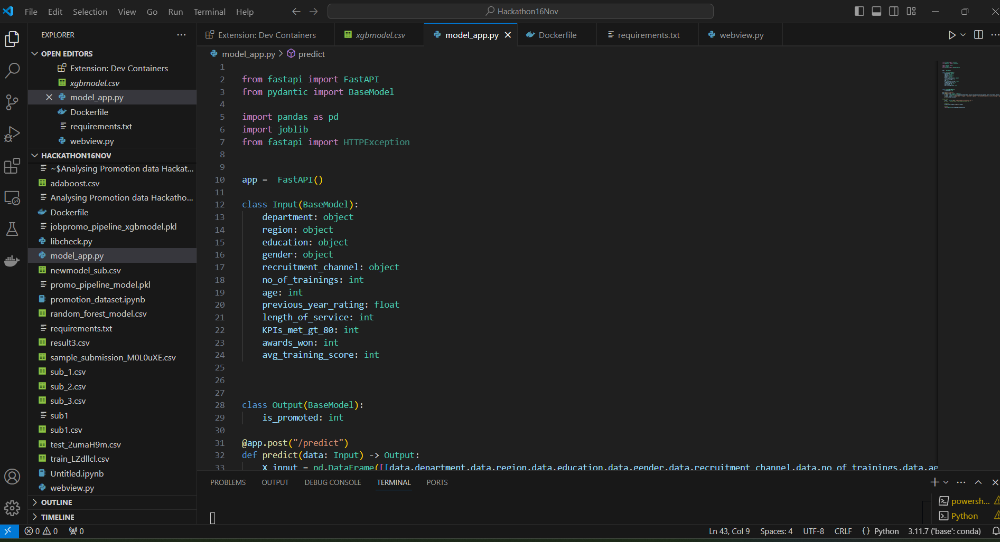 File Edit Selection View Go Run Terminal Help
Hackathon16Nov
EXPLORER
OPEN EDITORS
Extension: Dev Containers
xgbmodel.csv
model_app.py
Dockerfile
requirements.txt
webview.py
HACKATHON16NOV
~$Analysing Promotion data Hackat...
adaboost.csv
Analysing Promotion data Hackatho...
Dockerfile
jobpromo_pipeline_xgbmodel.pkl
libcheck.py
model_app.py
newmodel_sub.csv
promo_pipeline_model.pkl
promotion_dataset.ipynb
random_forest_model.csv
requirements.txt
result3.csv
sample_submission_M0L0uXE.csv
sub_1.csv
sub_2.csv
sub_3.csv
sub1
sub1.csv
test_2umaH9m.csv
train_LZdllcl.csv
Untitled.ipynb
webview.py
OUTLINE
TIMELINE
Extension: Dev Containers xgbmodel.csv model_app.py Dockerfile requirements.txt webview.py
model_app.py > predict
1
2 from fastapi import FastAPI
3 from pydantic import BaseModel
4
5 import pandas as pd
6 import joblib
7 from fastapi import HTTPException
8
9
10 app =  FastAPI()
11
12 class Input(BaseModel):
13     department: object
14     region: object
15     education: object
16     gender: object
17     recruitment_channel: object
18     no_of_trainings: int
19     age: int
20     previous_year_rating: float
21     length_of_service: int
22     KPIs_met_gt_80: int
23     awards_won: int
24     avg_training_score: int
25
26
27
28 class Output(BaseModel):
29     is_promoted: int
30
31 @app.post("/predict")
32 def predict(data: Input) -> Output:
33     X_input = pd.DataFrame([[data.department,data.region,data.education,data.gender,data.recruitment_channel,data.no_of_trainings,data.ag
PROBLEMS OUTPUT DEBUG CONSOLE TERMINAL PORTS
powersh...
Python
0 0 0
Ln 43, Col 9 Spaces: 4 UTF-8 CRLF {} Python 3.11.7 ('base': conda)